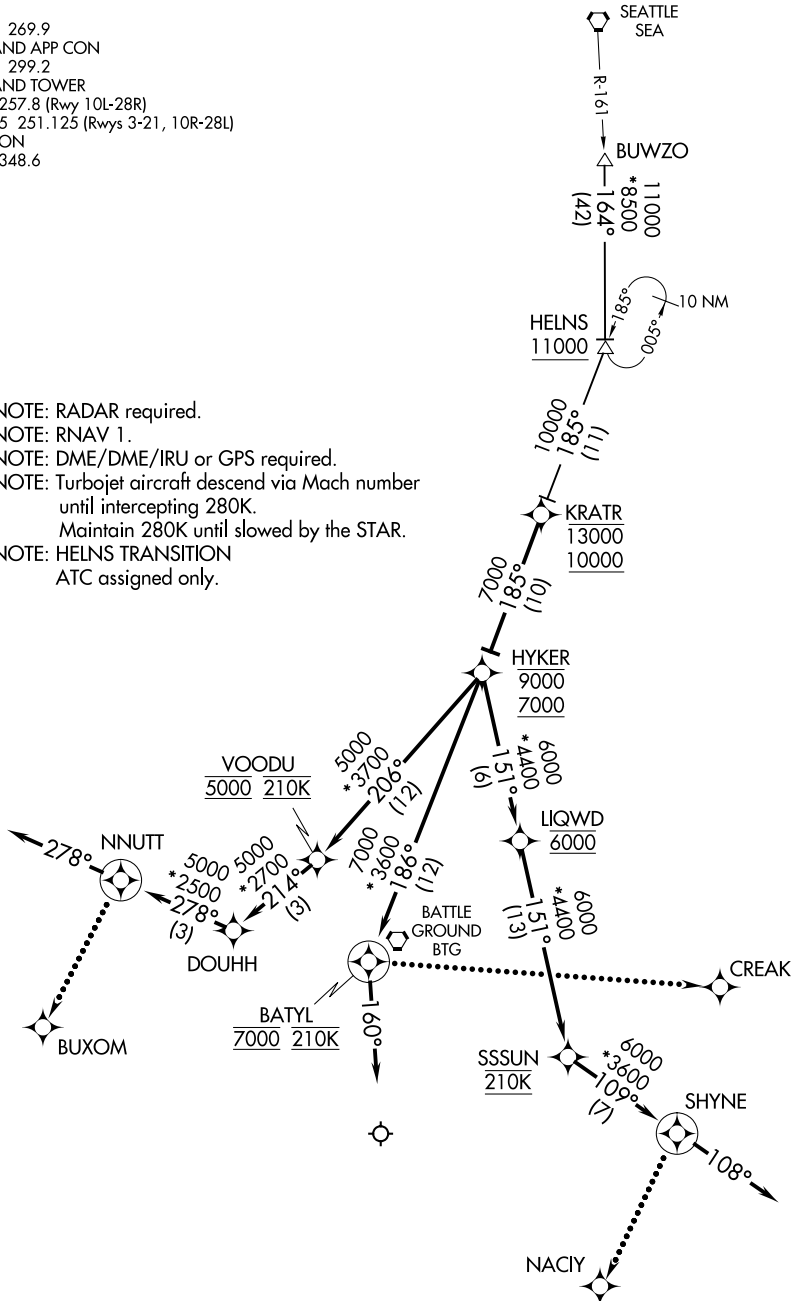 269.9
AND APP CON
299.2
AND TOWER
257.8 (Rwy 10L-28R)
5 251.125 (Rwys 3-21, 10R-28L)
ON
348.6
SEATTLE
SEA
R-161
BUWZO
11000
*8500
164°
(42)
HELNS
11000
185°
005°
10 NM
10000
185°
(11)
NOTE: RADAR required.
NOTE: RNAV 1.
NOTE: DME/DME/IRU or GPS required.
NOTE: Turbojet aircraft descend via Mach number
until intercepting 280K.
Maintain 280K until slowed by the STAR.
NOTE: HELNS TRANSITION
ATC assigned only.
KRATR
13000
10000
7000
185°
(10)
HYKER
9000
7000
5000
*3700
206°
(12)
7000
*3600
186°
(12)
6000
*4400
151°
(6)
VOODU
5000 210K
LIQWD
6000
5000
*2700
214°
(3)
NNUTT
278°
5000
*2500
278°
(3)
DOUHH
BUXOM
BATTLE
GROUND
BTG
BATYL
7000 210K
160°
6000
*4400
151°
(13)
CREAK
SSSUN
210K
6000
*3600
109°
(7)
SHYNE
108°
NACIY